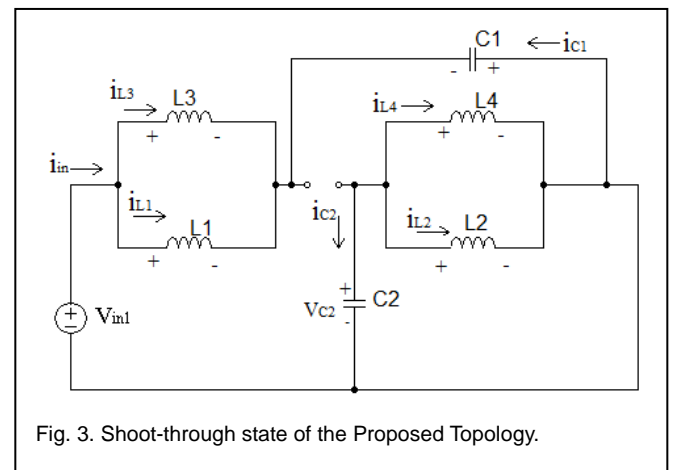 C1
iC1
- +
iL3
L3
+ -
iL4
L4
+ -
iin
iL1
L1
+ -
iC2
iL2
L2
+ -
+
-
Vin1
+
VC2
C2
-
Fig. 3. Shoot-through state of the Proposed Topology.